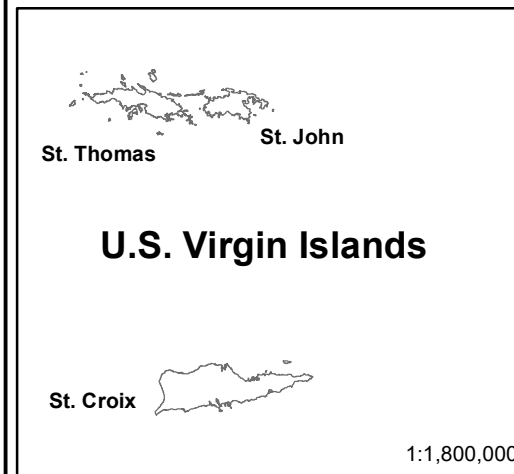 St. John
St. Thomas
U.S. Virgin Islands
St. Croix
1:1,800,000